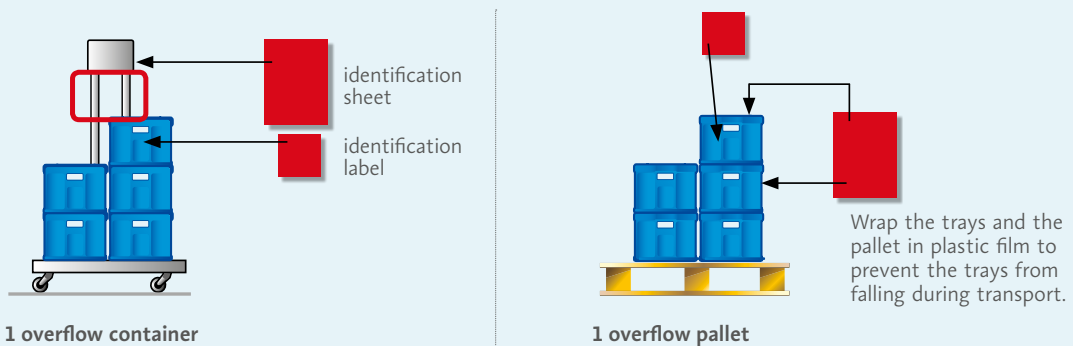 identification
sheet
identification
label
1 overflow container
Wrap the trays and the
pallet in plastic film to
prevent the trays from
falling during transport.
1 overflow pallet